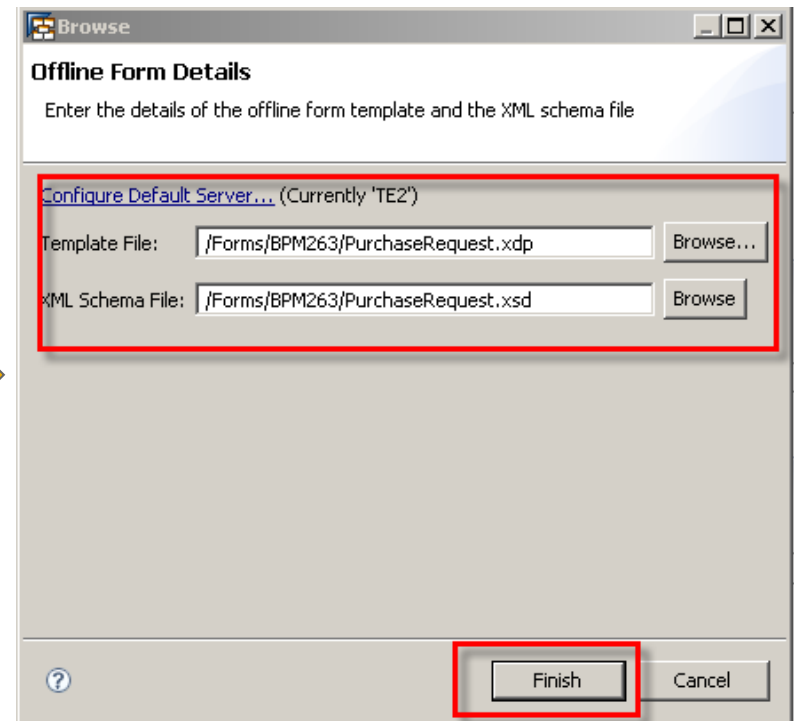 Browse
Offline Form Details
Enter the details of the offline form template and the XML schema file
Configure Default Server... (Currently 'TE2')
Template File: /Forms/BPM263/PurchaseRequest.xdp Browse...
XML Schema File: /Forms/BPM263/PurchaseRequest.xsd Browse
? Finish Cancel